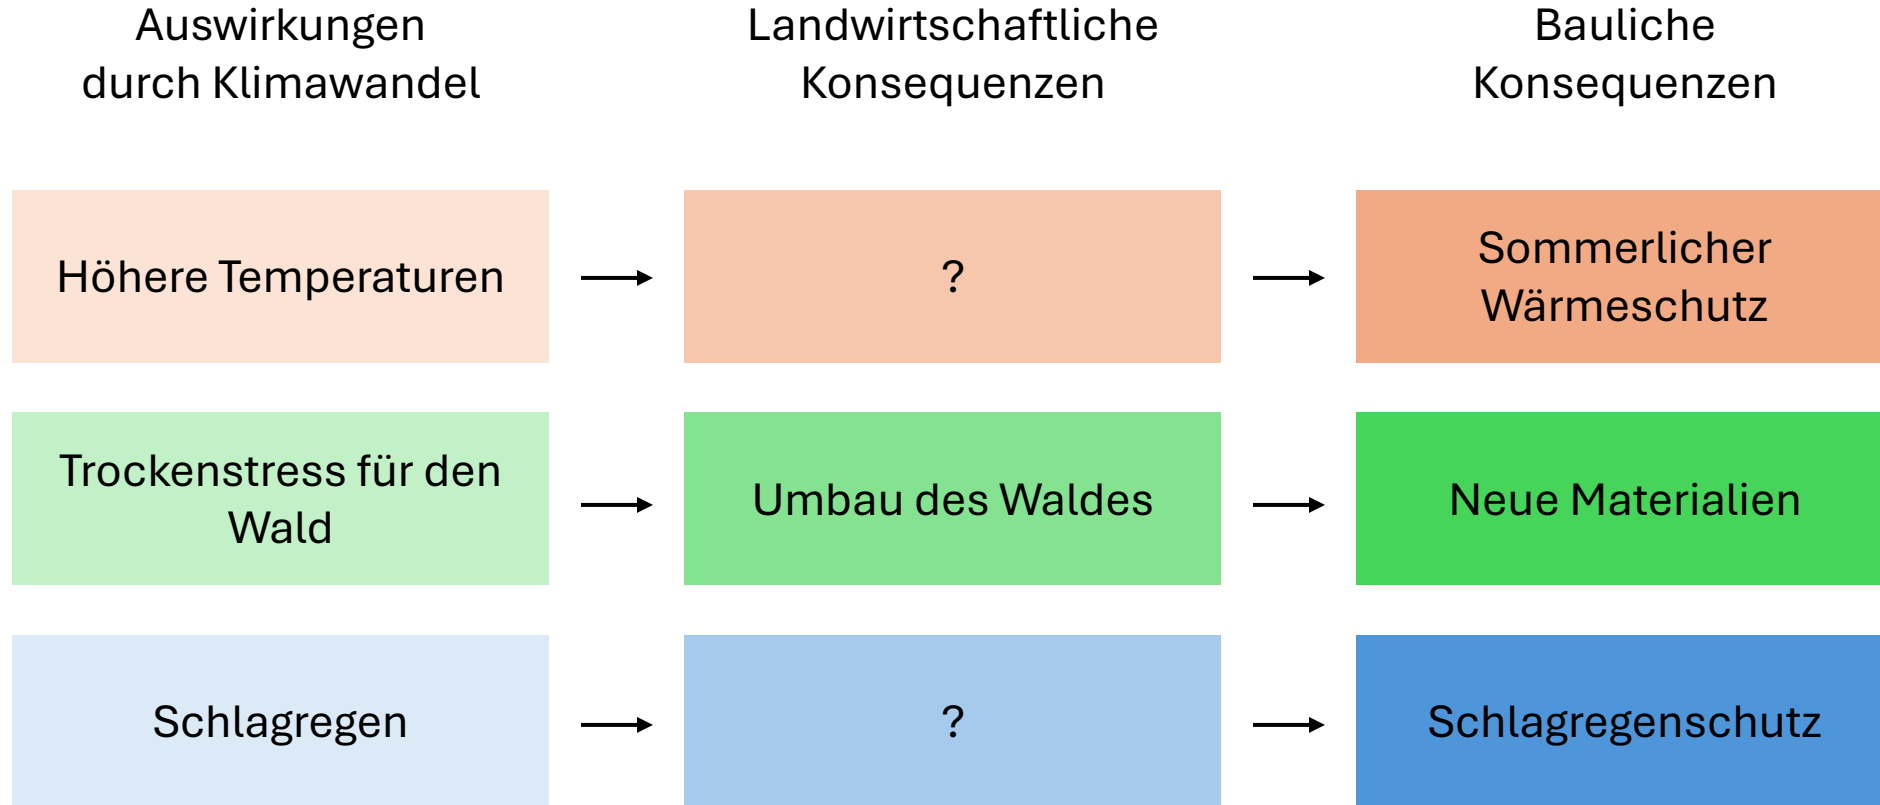 Auswirkungen
durch Klimawandel
Landwirtschaftliche
Konsequenzen
Bauliche
Konsequenzen
Höhere Temperaturen
?
Sommerlicher
Wärmeschutz
Trockenstress für den
Wald
Umbau des Waldes
Neue Materialien
Schlagregen
?
Schlagregenschutz